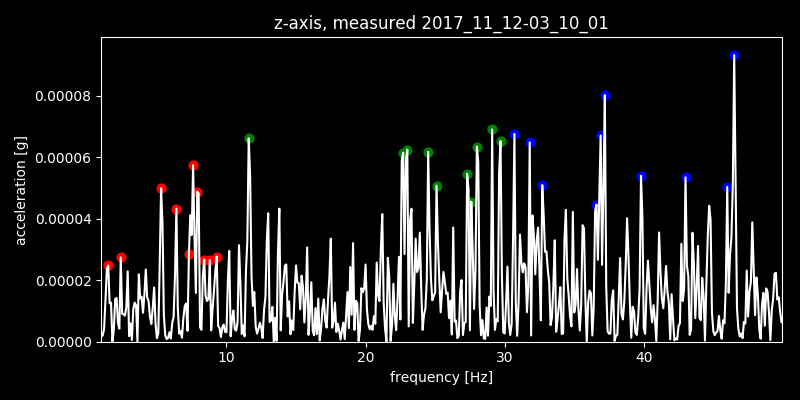 z-axis, measured 2017_11_12-03_10_01
acceleration [g]
0.00008
0.00006
0.00004
0.00002
0.00000
10 20 30 40
frequency [Hz]